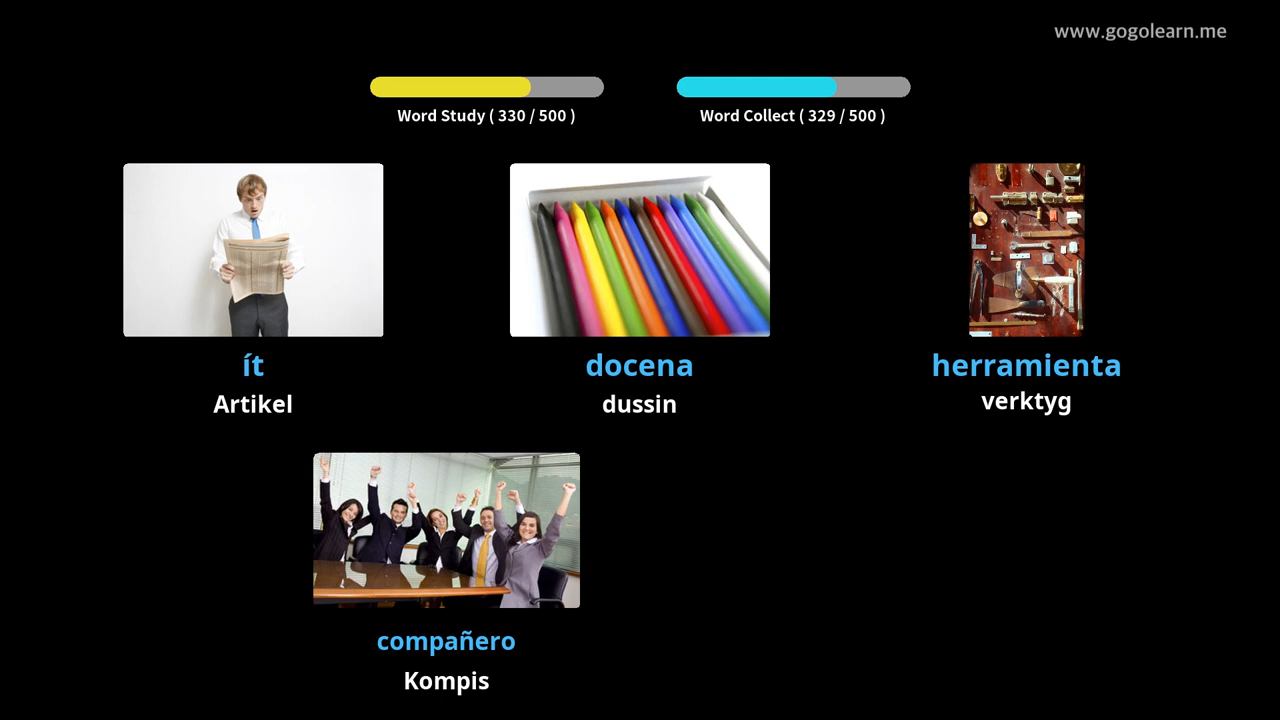 www.gogolearn.me
Word Study ( 330 / 500 )
Word Collect ( 329 / 500 )
ít
Artikel
docena
dussin
herramienta
verktyg
compañero
Kompis